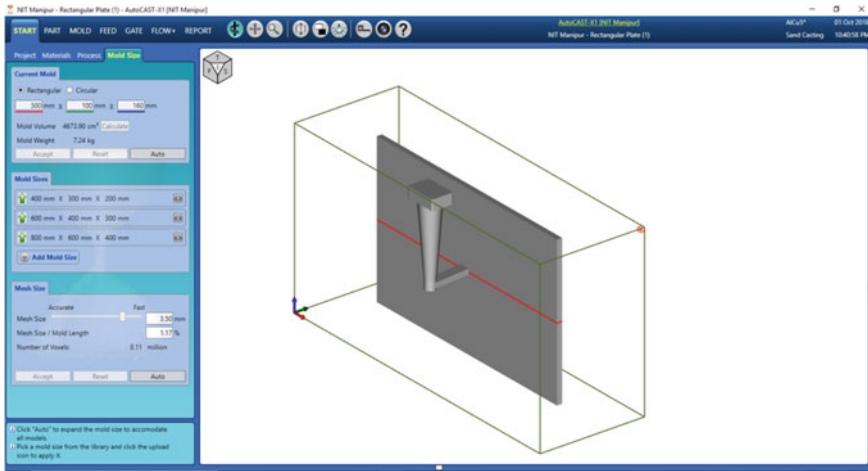 NIT Manipur - Rectangular Plate (1) - AutoCAST-X1 [NIT Manipur]
START PART MOLD FEED GATE FLOW+ REPORT
AutoCAST-X1 [NIT Manipur]
NIT Manipur - Rectangular Plate (1)
AlCu5*
01 Oct 2018
Sand Casting
10:40:58 PM
Project Materials Process Mold Size
Current Mold
Rectangular Circular
300 mm X 100 mm X 160 mm
Mold Volume 4673.90 cm³ Calculate
Mold Weight 7.24 kg
Accept Reset Auto
Mold Sizes
400 mm X 300 mm X 200 mm
600 mm X 400 mm X 300 mm
800 mm X 600 mm X 400 mm
Add Mold Size
Mesh Size
Accurate Fast
Mesh Size 3.50 mm
Mesh Size / Mold Length 1.17 %
Number of Voxels 0.11 million
Accept Reset Auto
Click "Auto" to expand the mold size to accomodate
all models.
Pick a mold size from the library and click the upload
icon to apply it.